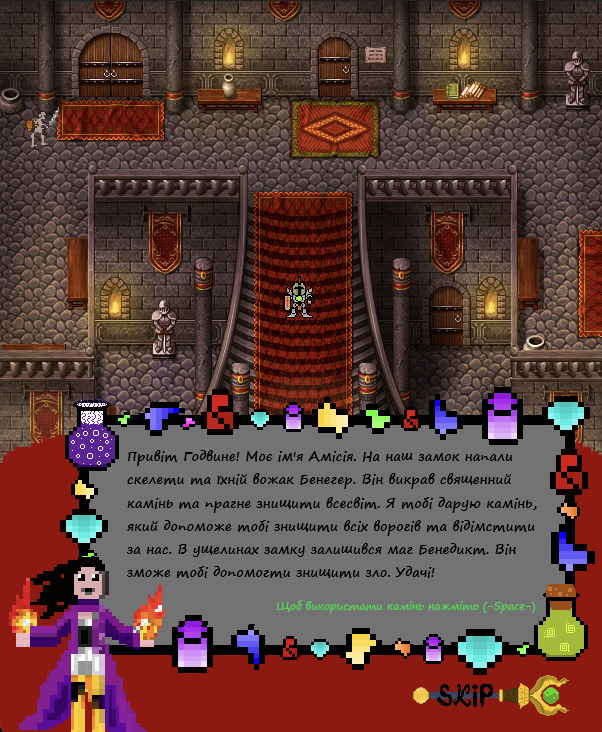 Привіт Годвине! Моє ім'я Амісія. На наш замок напали
скелети та їхній вожак Бенегер. Він викрав священний
камінь та прагне знищити всесвіт. Я тобі дарую камінь,
який допоможе тобі знищити всіх ворогів та відімстити
за нас. В ущелинах замку залишився маг Бенедикт. Він
зможе тобі допомогти знищити зло. Удачі!
Щоб використати камінь нажміть (-Space-)
SKiP